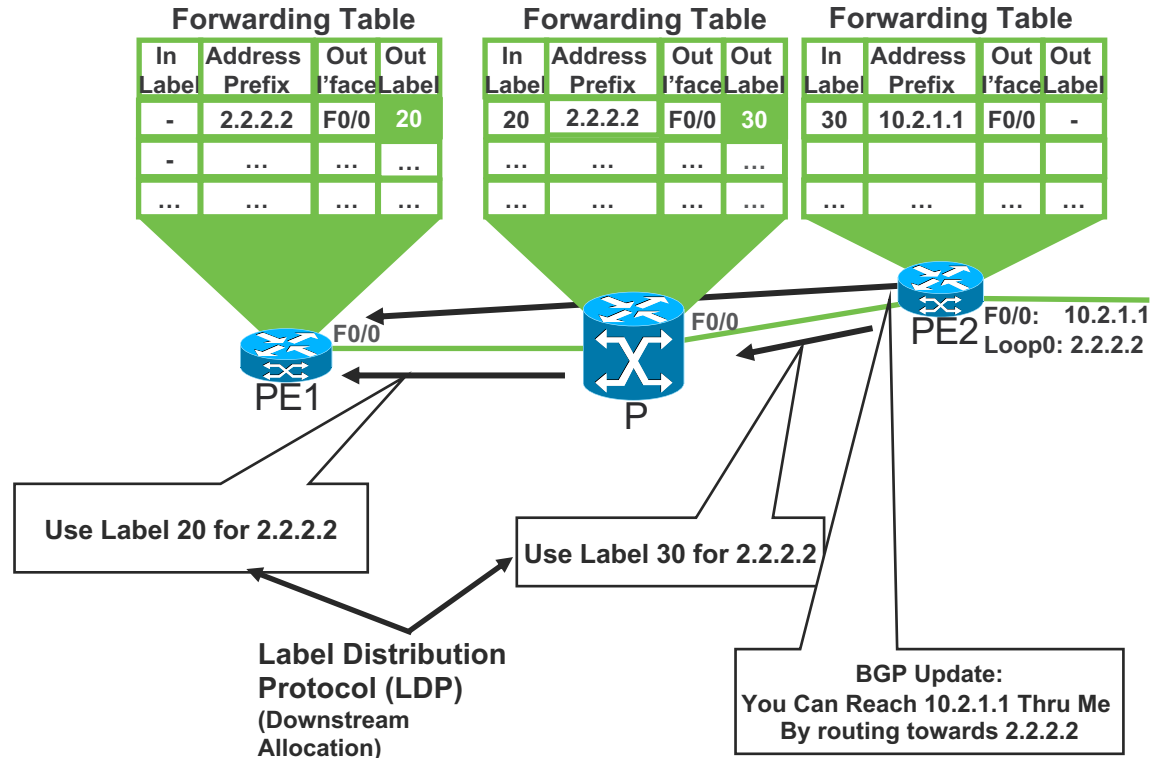 Forwarding Table
In Label Address Prefix Out I'face Out Label
- 2.2.2.2 F0/0 20
- … … …
… … … …
Forwarding Table
In Label Address Prefix Out I'face Out Label
20 2.2.2.2 F0/0 30
… … … …
… … … …
Forwarding Table
In Label Address Prefix Out I'face Out Label
30 10.2.1.1 F0/0 -
… … … …
F0/0
PE1
F0/0
P
PE2
F0/0: 10.2.1.1
Loop0: 2.2.2.2
Use Label 20 for 2.2.2.2
Use Label 30 for 2.2.2.2
Label Distribution
Protocol (LDP)
(Downstream
Allocation)
BGP Update:
You Can Reach 10.2.1.1 Thru Me
By routing towards 2.2.2.2